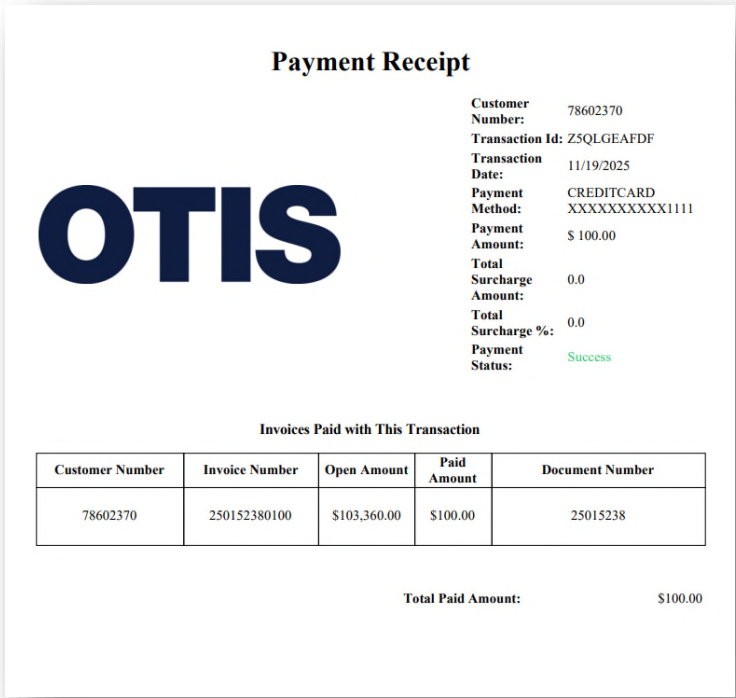 Payment Receipt
OTIS
Customer
Number:
78602370
Transaction Id: Z5QLGEAFDF
Transaction
Date:
11/19/2025
Payment
Method:
CREDITCARD
XXXXXXXXXX1111
Payment
Amount:
$ 100.00
Total
Surcharge
Amount:
0.0
Total
Surcharge %:
0.0
Payment
Status:
Success
Invoices Paid with This Transaction
Customer Number Invoice Number Open Amount Paid Amount Document Number
78602370 250152380100 $103,360.00 $100.00 25015238
Total Paid Amount: $100.00